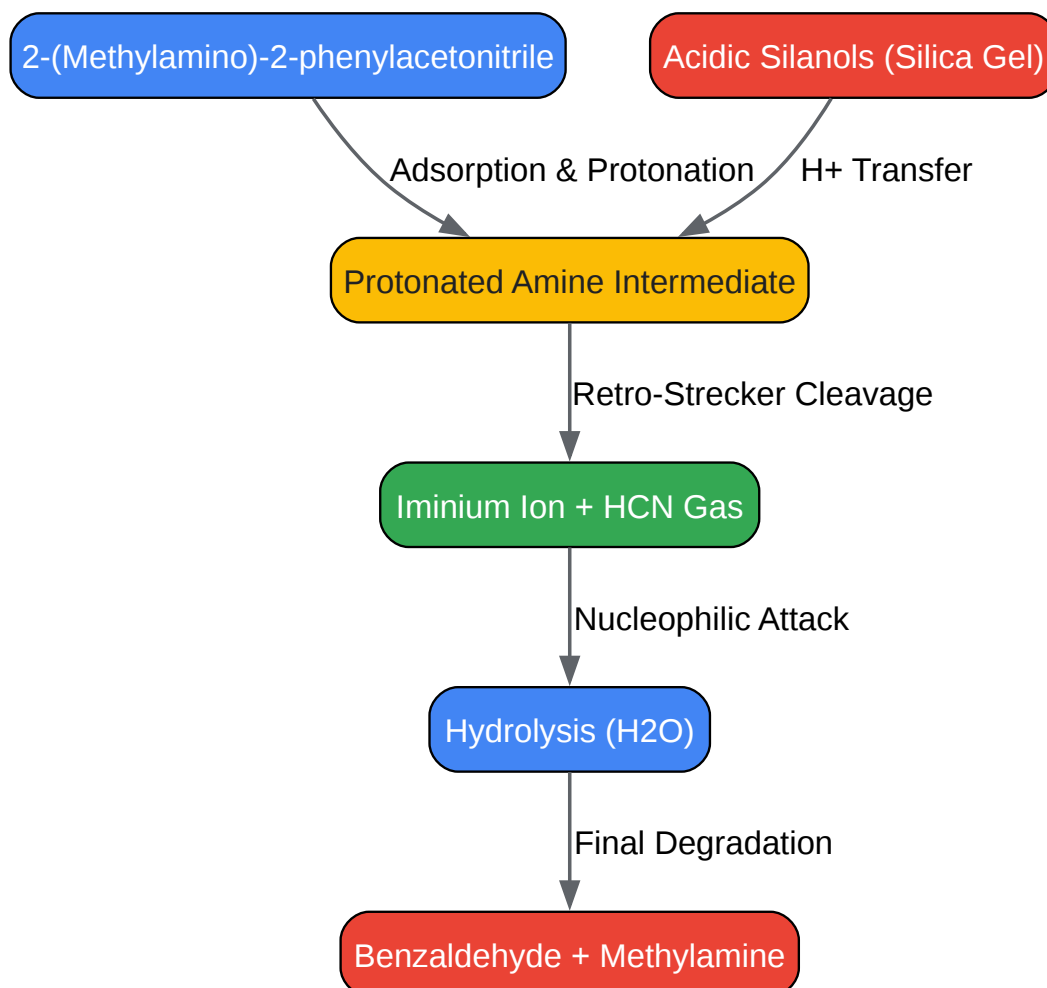 2-(Methylamino)-2-phenylacetonitrile
Acidic Silanols (Silica Gel)
Adsorption & Protonation
H+ Transfer
Protonated Amine Intermediate
Retro-Strecker Cleavage
Iminium Ion + HCN Gas
Nucleophilic Attack
Hydrolysis (H2O)
Final Degradation
Benzaldehyde + Methylamine